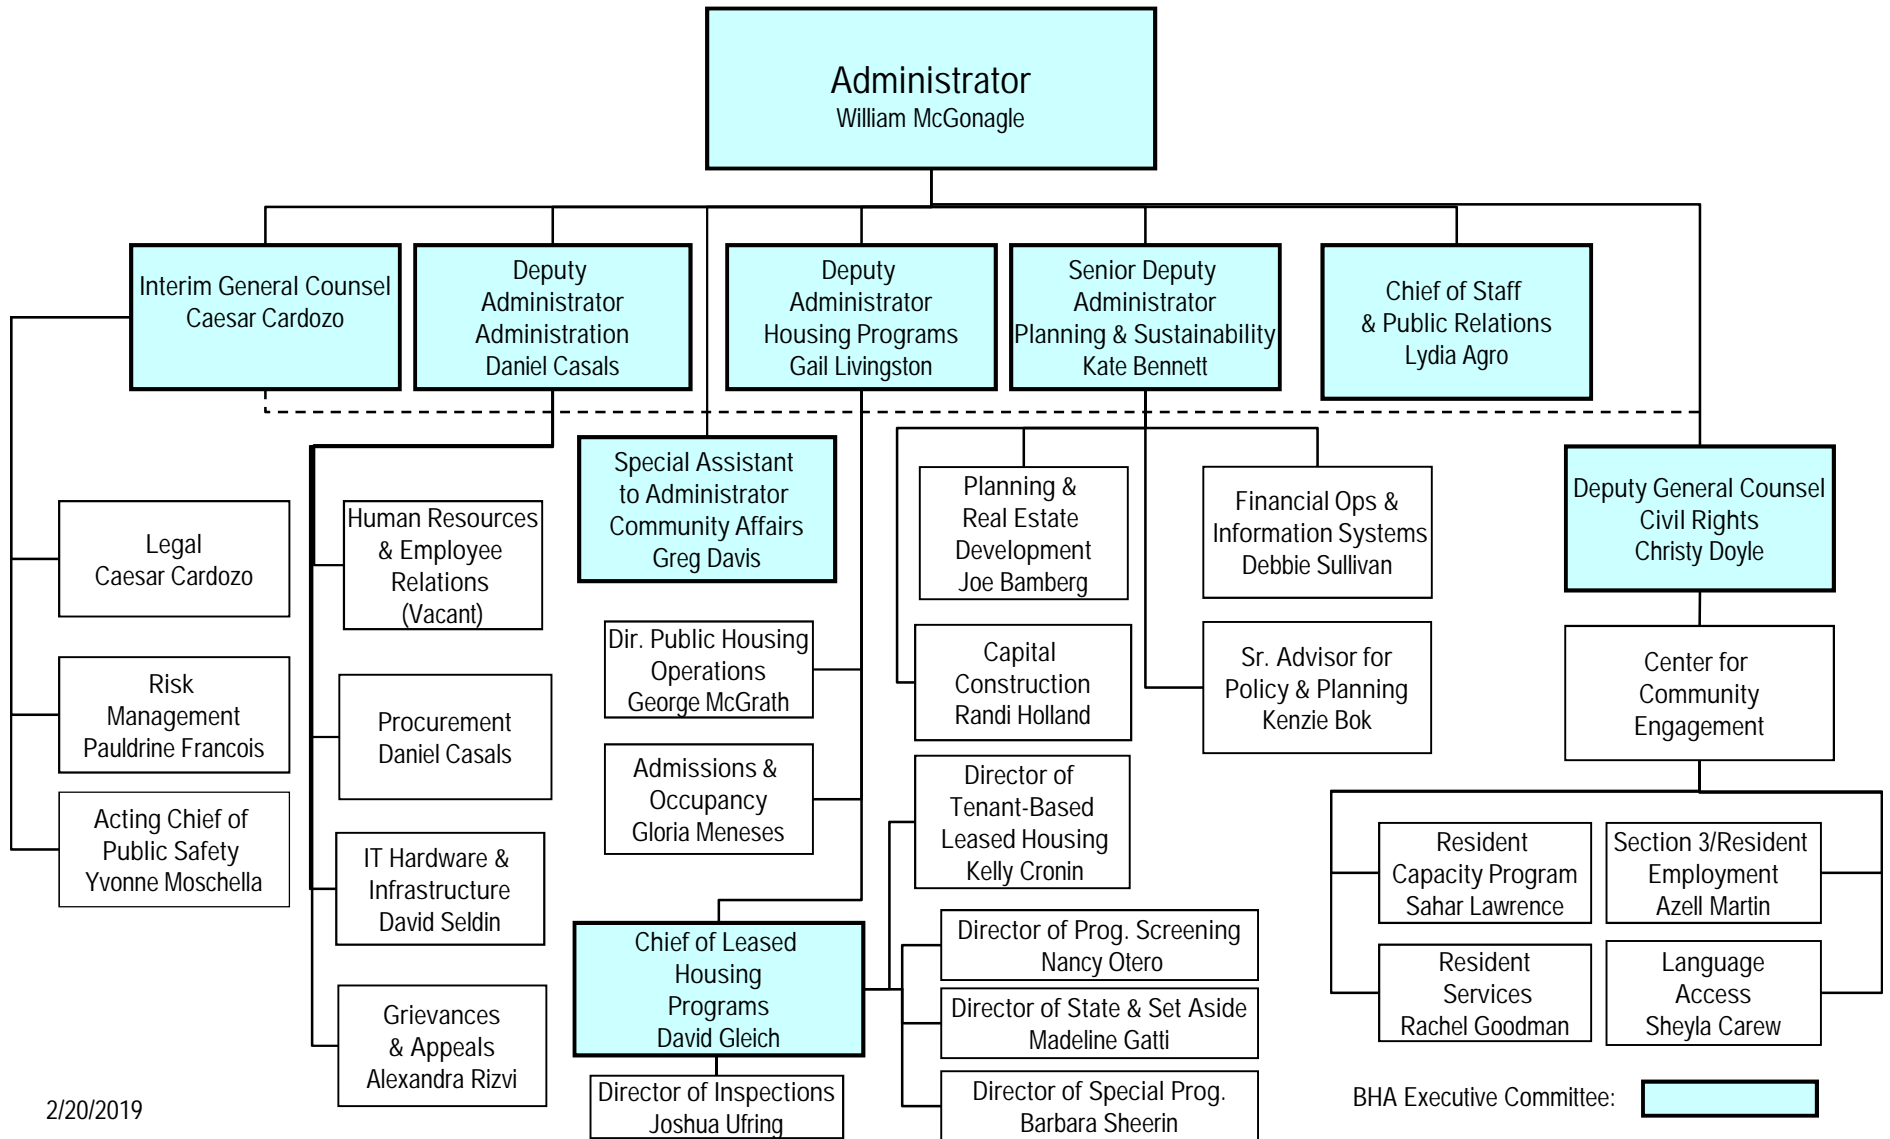 Administrator
William McGonagle
Interim General Counsel
Caesar Cardozo
Deputy
Administrator
Administration
Daniel Casals
Deputy
Administrator
Housing Programs
Gail Livingston
Senior Deputy
Administrator
Planning & Sustainability
Kate Bennett
Chief of Staff
& Public Relations
Lydia Agro
Special Assistant
to Administrator
Community Affairs
Greg Davis
Deputy General Counsel
Civil Rights
Christy Doyle
Legal
Caesar Cardozo
Risk
Management
Pauldrine Francois
Acting Chief of
Public Safety
Yvonne Moschella
Human Resources
& Employee
Relations
(Vacant)
Procurement
Daniel Casals
IT Hardware &
Infrastructure
David Seldin
Grievances
& Appeals
Alexandra Rizvi
Dir. Public Housing
Operations
George McGrath
Admissions &
Occupancy
Gloria Meneses
Chief of Leased
Housing
Programs
David Gleich
Director of Inspections
Joshua Ufring
Planning &
Real Estate
Development
Joe Bamberg
Capital
Construction
Randi Holland
Financial Ops &
Information Systems
Debbie Sullivan
Sr. Advisor for
Policy & Planning
Kenzie Bok
Director of
Tenant-Based
Leased Housing
Kelly Cronin
Director of Prog. Screening
Nancy Otero
Director of State & Set Aside
Madeline Gatti
Director of Special Prog.
Barbara Sheerin
Center for
Community
Engagement
Resident
Capacity Program
Sahar Lawrence
Section 3/Resident
Employment
Azell Martin
Resident
Services
Rachel Goodman
Language
Access
Sheyla Carew
2/20/2019
BHA Executive Committee: